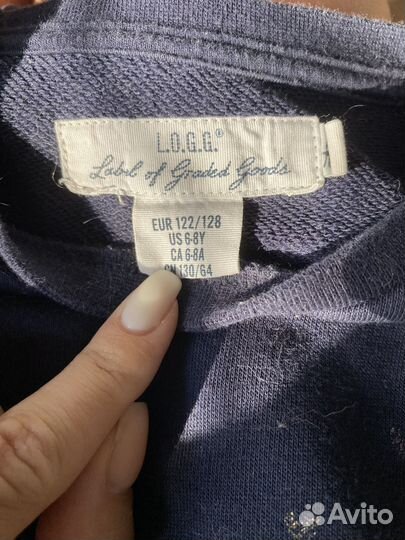 L.O.G.G.®
Label of Graded Goods
EUR 122/128
US 6-8Y
CA 6-8A
CN 130/64
Avito